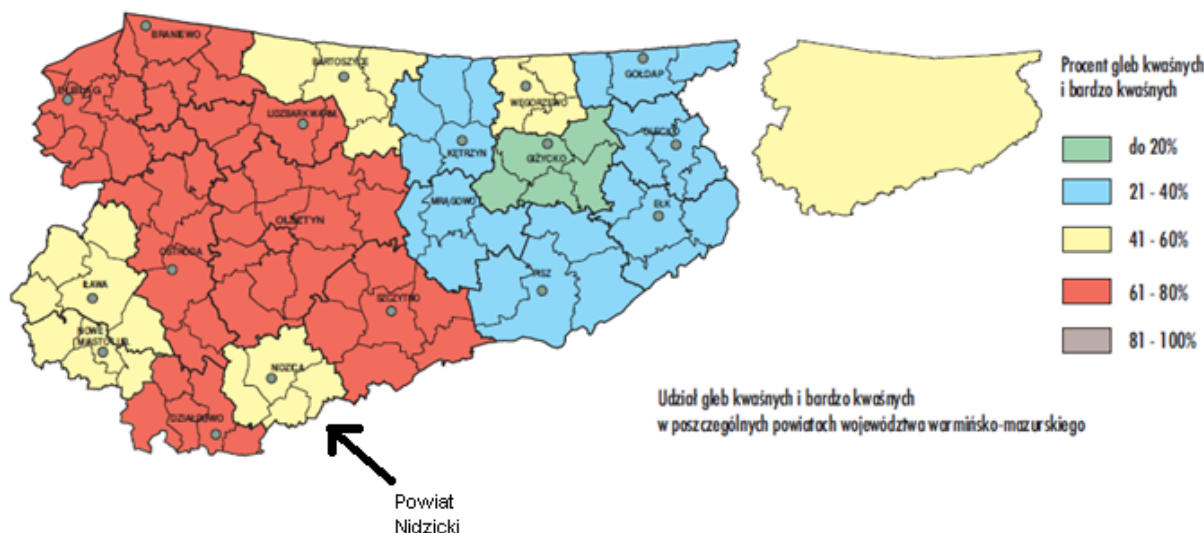 BRANIEWO
BARTOSZYCE
GOŁDAP
ELBLĄG
WĘGORZEWO
LIDZBARK WARM.
OLECKO
KĘTRZYN
GIŻYCKO
MRĄGOWO
EŁK
OLSZTYN
OSTRÓDA
PISZ
IŁAWA
SZCZYTNO
NOWE
MIASTO LUB.
NIDZICA
DZIAŁDOWO
Procent gleb kwaśnych
i bardzo kwaśnych
do 20%
21 - 40%
41 - 60%
61 - 80%
81 - 100%
Udział gleb kwaśnych i bardzo kwaśnych
w poszczególnych powiatach województwa warmińsko-mazurskiego
Powiat
Nidzicki